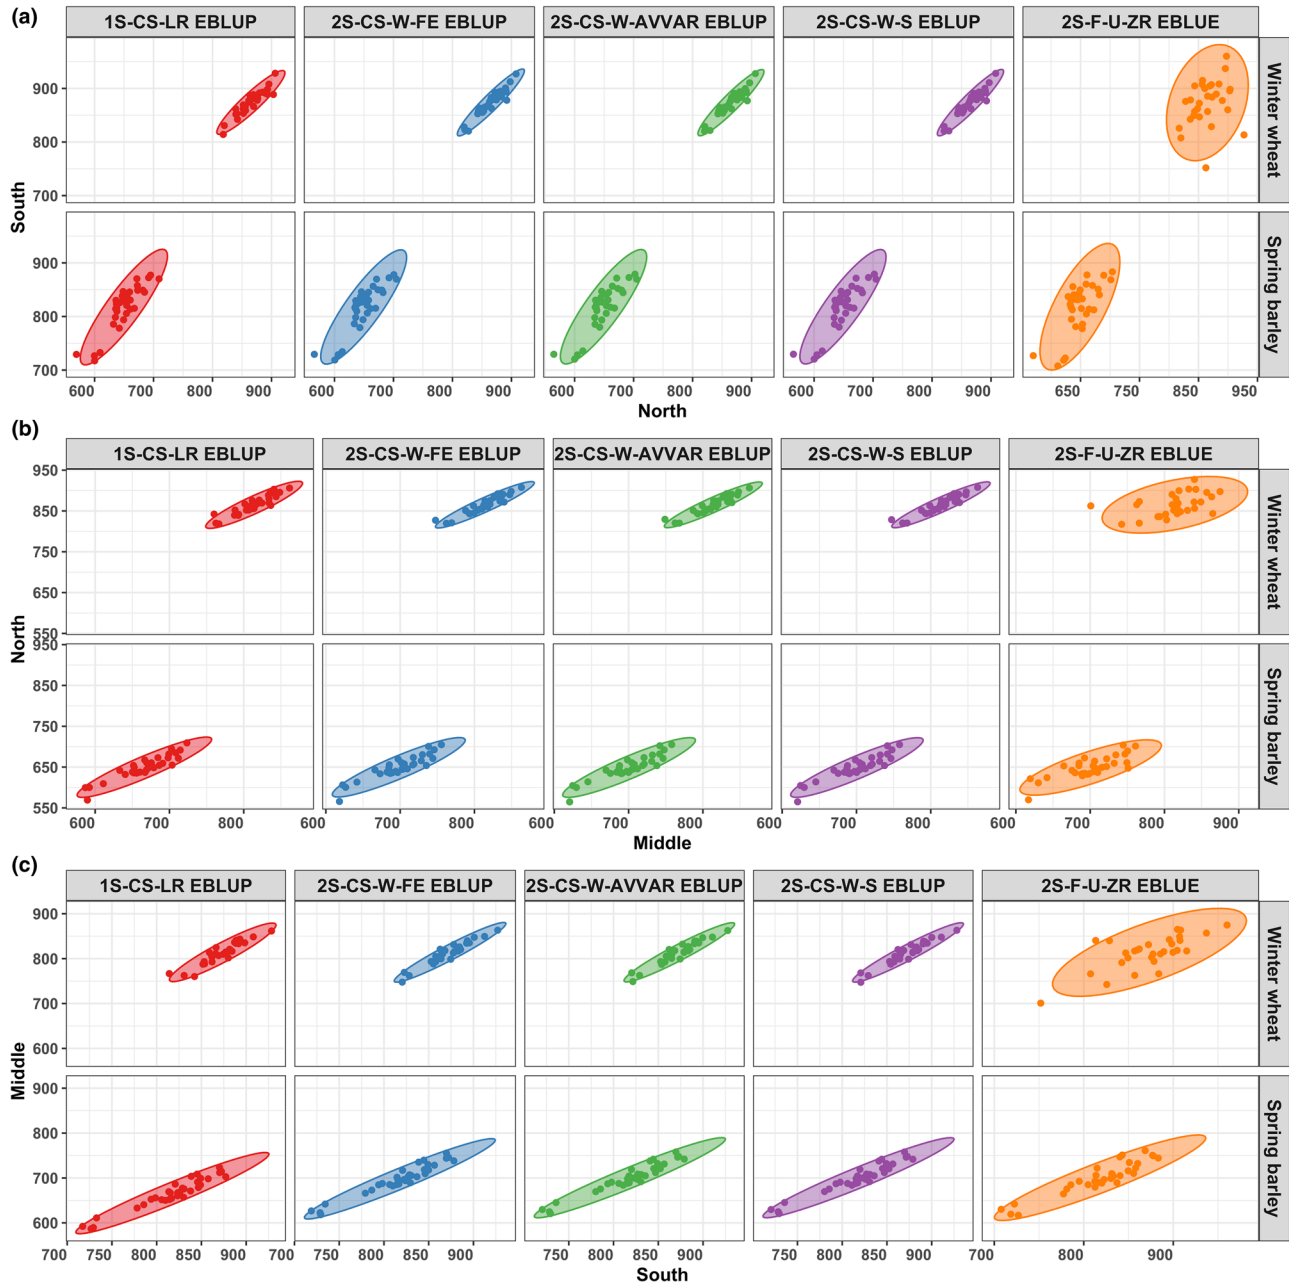 (a)
1S-CS-LR EBLUP 2S-CS-W-FE EBLUP 2S-CS-W-AVVAR EBLUP 2S-CS-W-S EBLUP 2S-F-U-ZR EBLUE
900
800
700
Winter wheat
South
900
800
700
Spring barley
600 700 800 900 600 700 800 900 600 700 800 900 600 700 800 900 650 750 850 950
North
(b)
1S-CS-LR EBLUP 2S-CS-W-FE EBLUP 2S-CS-W-AVVAR EBLUP 2S-CS-W-S EBLUP 2S-F-U-ZR EBLUE
950
850
750
650
550
Winter wheat
North
950
850
750
650
550
Spring barley
600 700 800 600 700 800 600 700 800 600 700 800 600 700 800 900
Middle
(c)
1S-CS-LR EBLUP 2S-CS-W-FE EBLUP 2S-CS-W-AVVAR EBLUP 2S-CS-W-S EBLUP 2S-F-U-ZR EBLUE
900
800
700
600
Winter wheat
Middle
900
800
700
600
Spring barley
700 750 800 850 900 700 750 800 850 900 750 800 850 900 750 800 850 900 700 800 900
South